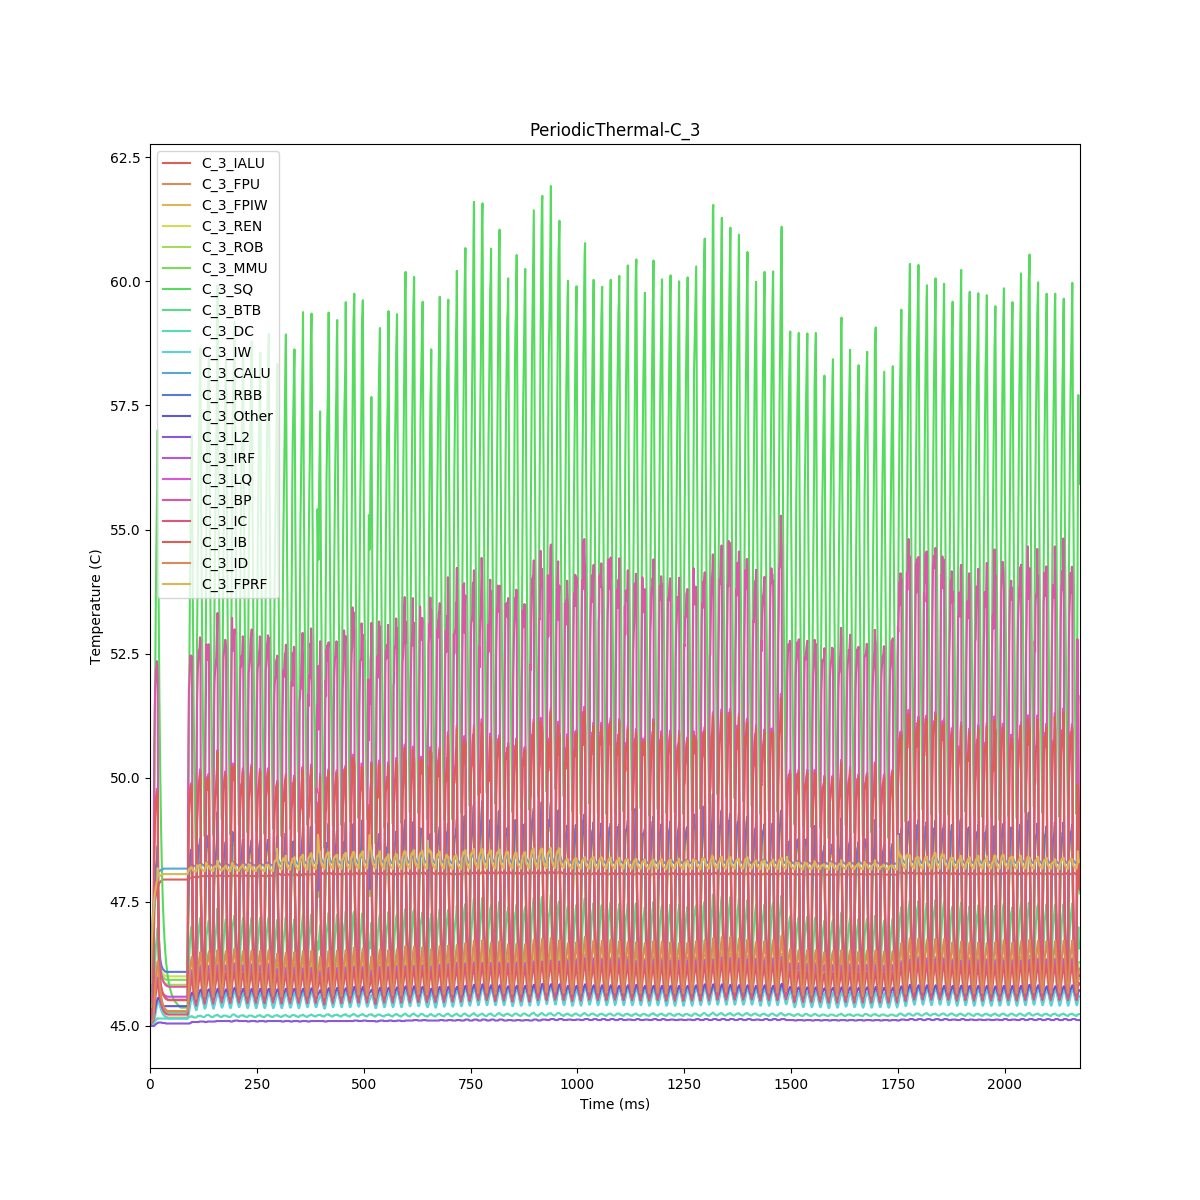 PeriodicThermal-C_3
62.5
60.0
57.5
55.0
52.5
50.0
47.5
45.0
Temperature (C)
C_3_IALU
C_3_FPU
C_3_FPIW
C_3_REN
C_3_ROB
C_3_MMU
C_3_SQ
C_3_BTB
C_3_DC
C_3_IW
C_3_CALU
C_3_RBB
C_3_Other
C_3_L2
C_3_IRF
C_3_LQ
C_3_BP
C_3_IC
C_3_IB
C_3_ID
C_3_FPRF
0 250 500 750 1000 1250 1500 1750 2000
Time (ms)